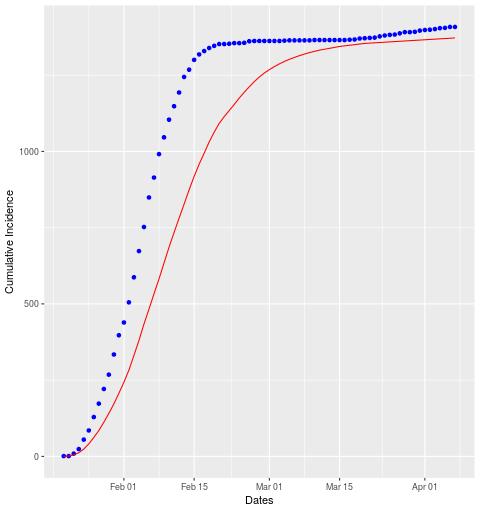 Cumulative Incidence
1000
500
0
Feb 01
Feb 15
Mar 01
Mar 15
Apr 01
Dates